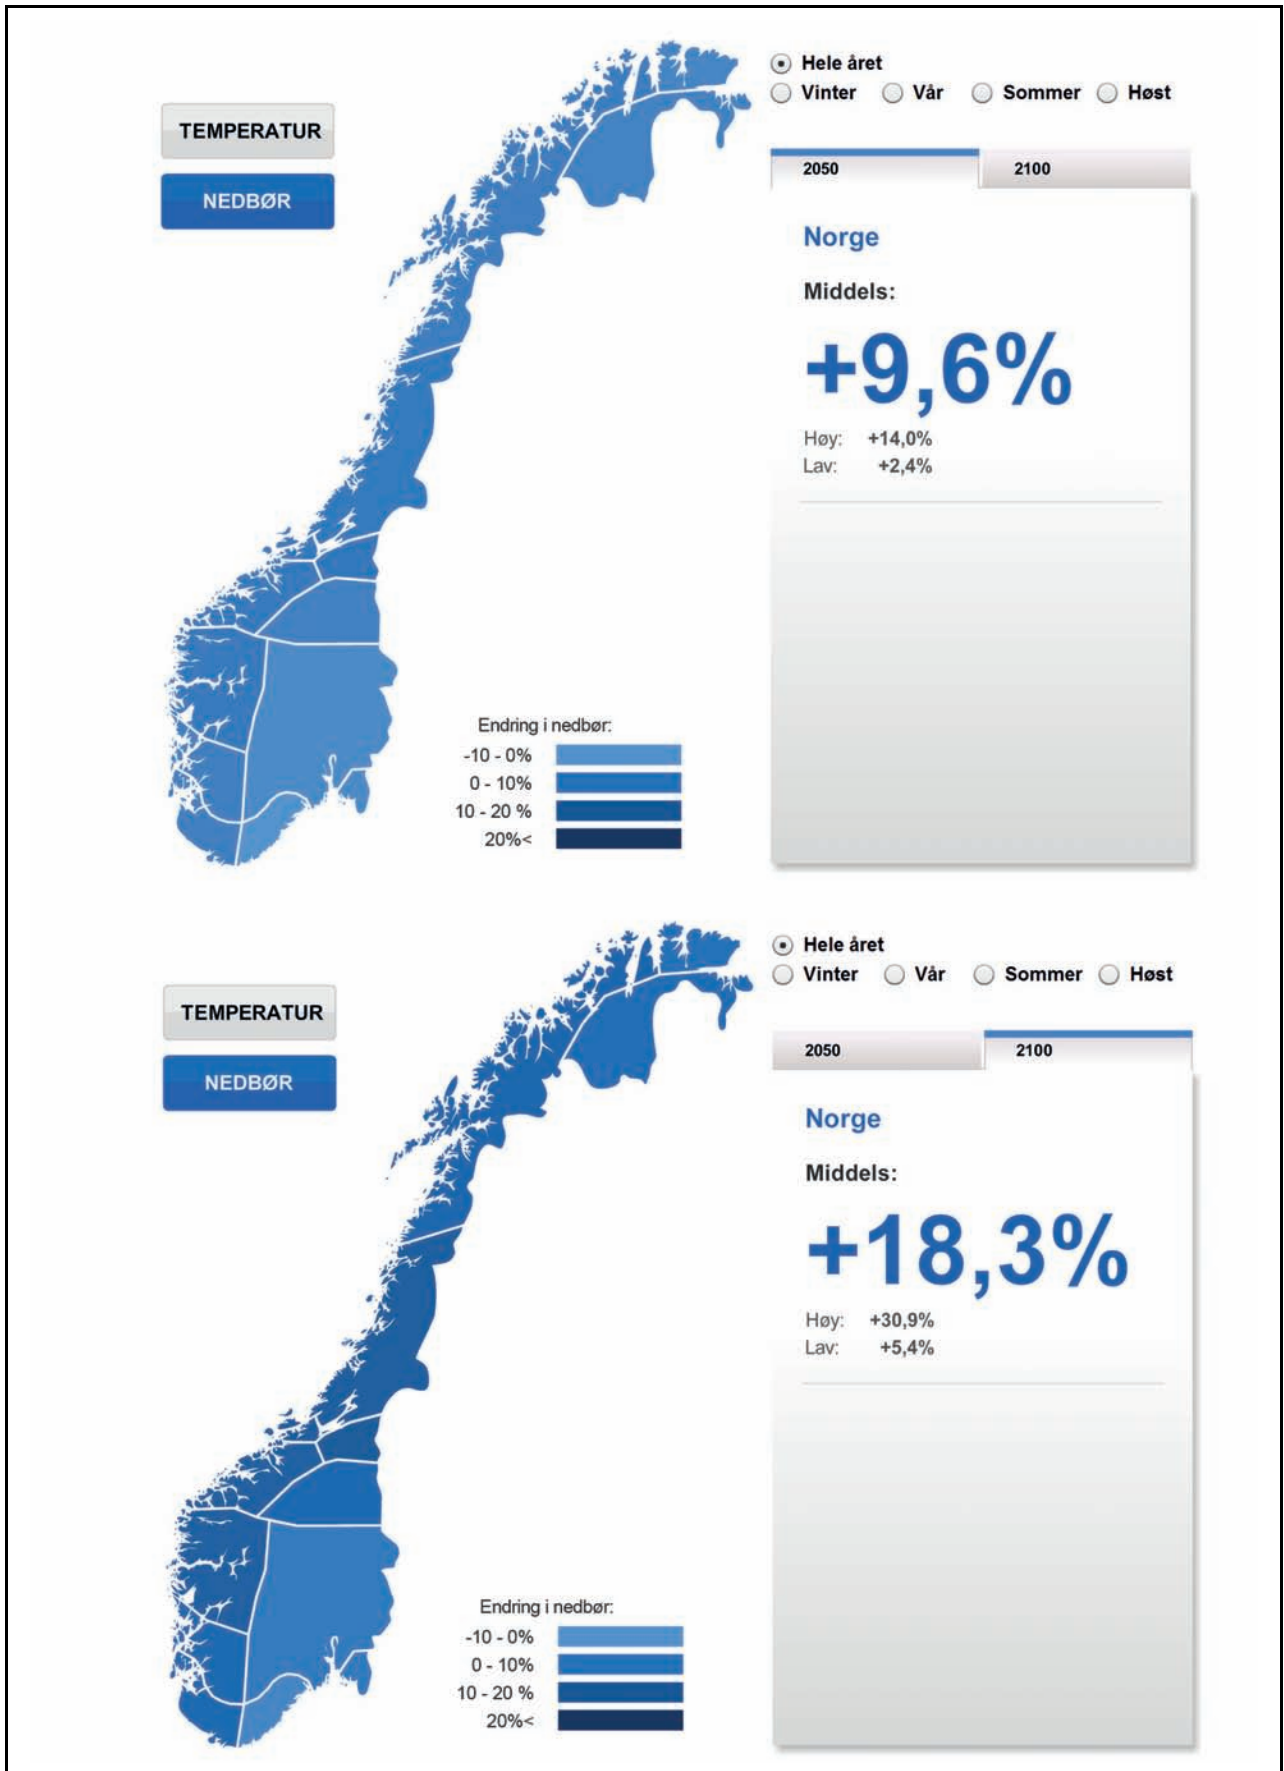 Hele året
Vinter Vår Sommer Høst
TEMPERATUR
NEDBØR
2050 2100
Norge
Middels:
+9,6%
Høy: +14,0%
Lav: +2,4%
Endring i nedbør:
-10 - 0%
0 - 10%
10 - 20 %
20%<
Hele året
Vinter Vår Sommer Høst
TEMPERATUR
NEDBØR
2050 2100
Norge
Middels:
+18,3%
Høy: +30,9%
Lav: +5,4%
Endring i nedbør:
-10 - 0%
0 - 10%
10 - 20 %
20%<